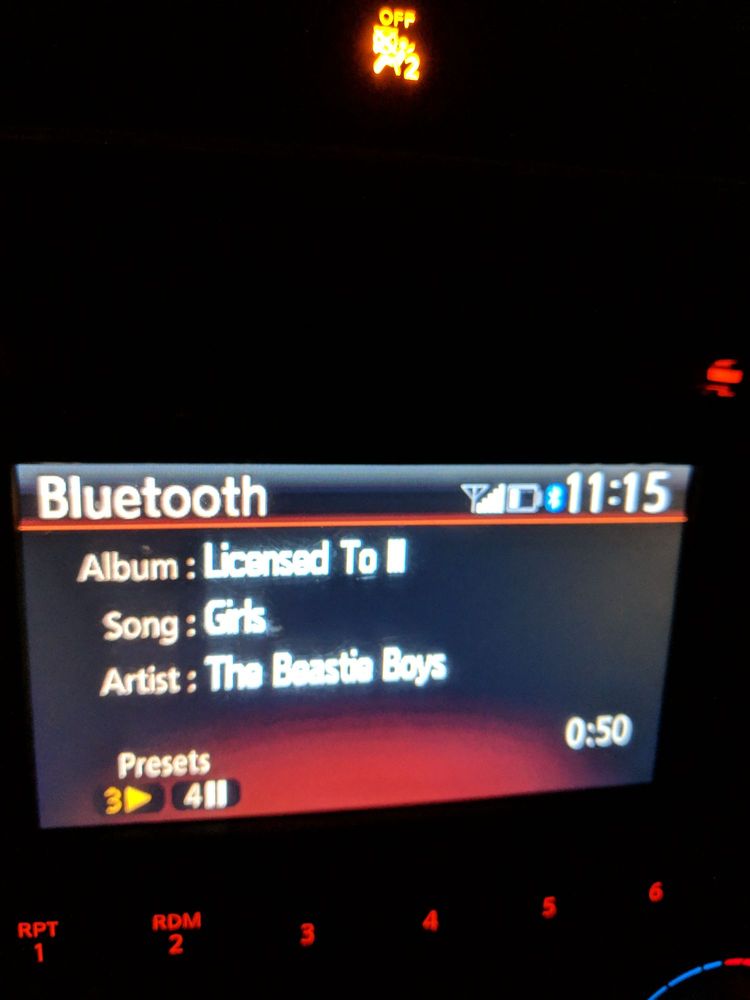 OFF
2
Bluetooth 11:15
Album : Licensed To Ill
Song : Girls
Artist : The Beastie Boys
0:50
Presets
3 4
RPT RDM
1 2 3 4 5 6